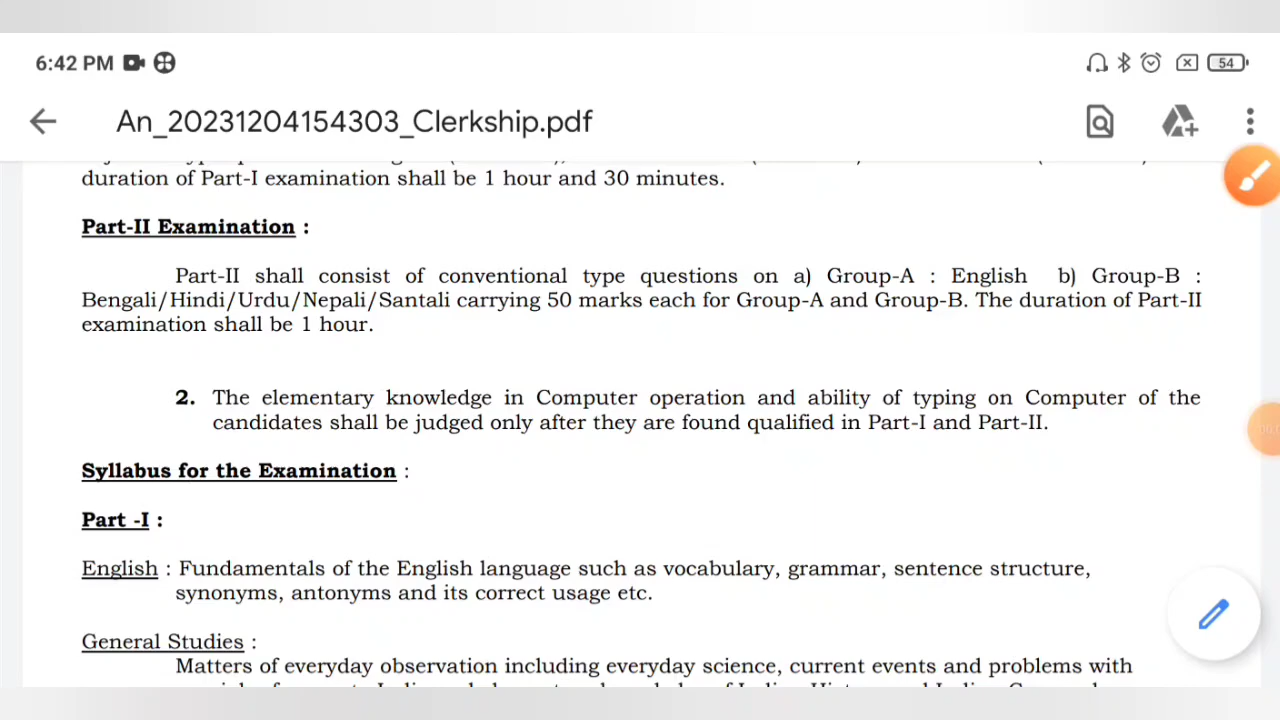 6:42 PM
54
An_20231204154303_Clerkship.pdf
duration of Part-I examination shall be 1 hour and 30 minutes.
Part-II Examination :
Part-II shall consist of conventional type questions on a) Group-A : English b) Group-B :
Bengali/Hindi/Urdu/Nepali/Santali carrying 50 marks each for Group-A and Group-B. The duration of Part-II
examination shall be 1 hour.
2. The elementary knowledge in Computer operation and ability of typing on Computer of the
candidates shall be judged only after they are found qualified in Part-I and Part-II.
Syllabus for the Examination :
Part -I :
English : Fundamentals of the English language such as vocabulary, grammar, sentence structure,
synonyms, antonyms and its correct usage etc.
General Studies :
Matters of everyday observation including everyday science, current events and problems with